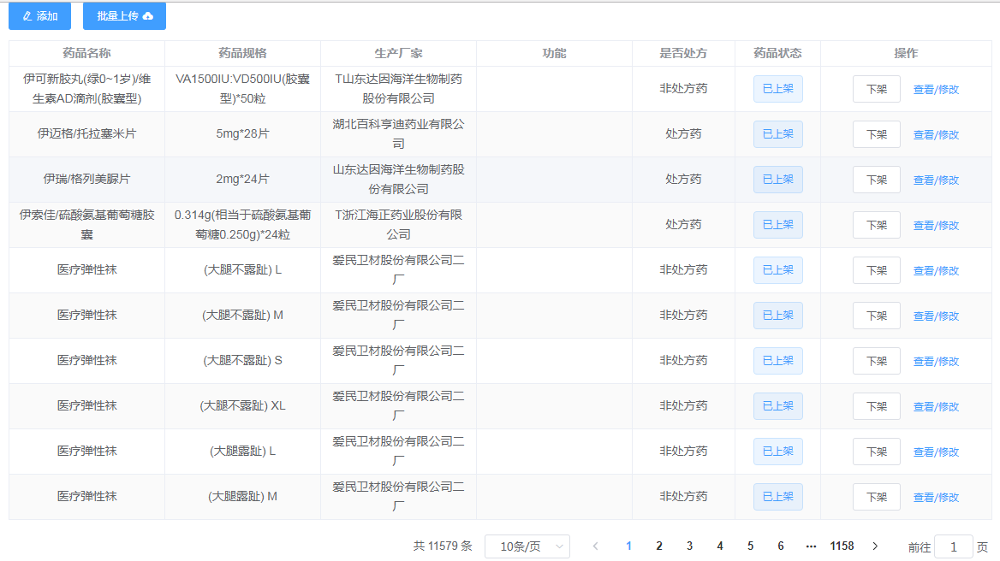 添加 批量上传
药品名称 药品规格 生产厂家 功能 是否处方 药品状态 操作
伊可新胶丸(绿0~1岁)/维 VA1500IU:VD500IU(胶囊 T山东达因海洋生物制药
非处方药 已上架 下架 查看/修改
生素AD滴剂(胶囊型) 型)*50粒 股份有限公司
湖北百科亨迪药业有限公
伊迈格/托拉塞米片 5mg*28片 处方药 已上架 下架 查看/修改
司
山东达因海洋生物制药股
伊瑞/格列美脲片 2mg*24片 处方药 已上架 下架 查看/修改
份有限公司
伊索佳/硫酸氨基葡萄糖胶 0.314g(相当于硫酸氨基葡 T浙江海正药业股份有限
处方药 已上架 下架 查看/修改
囊 萄糖0.250g)*24粒 公司
爱民卫材股份有限公司二
医疗弹性袜 (大腿不露趾) L 非处方药 已上架 下架 查看/修改
厂
爱民卫材股份有限公司二
医疗弹性袜 (大腿不露趾) M 非处方药 已上架 下架 查看/修改
厂
爱民卫材股份有限公司二
医疗弹性袜 (大腿不露趾) S 非处方药 已上架 下架 查看/修改
厂
爱民卫材股份有限公司二
医疗弹性袜 (大腿不露趾) XL 非处方药 已上架 下架 查看/修改
厂
爱民卫材股份有限公司二
医疗弹性袜 (大腿露趾) L 非处方药 已上架 下架 查看/修改
厂
爱民卫材股份有限公司二
医疗弹性袜 (大腿露趾) M 非处方药 已上架 下架 查看/修改
厂
共 11579 条 10条/页 1 2 3 4 5 6 ••• 1158 前往 1 页